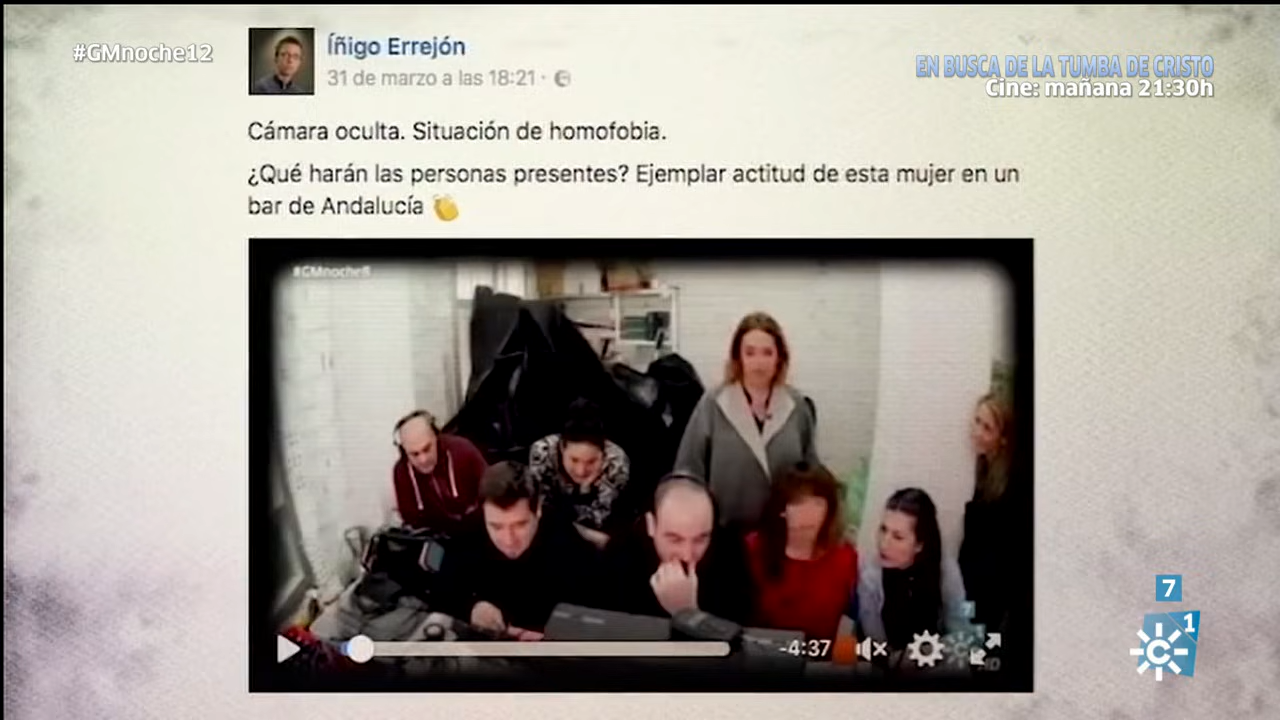 #GMnoche12
EN BUSCA DE LA TUMBA DE CRISTO
Cine: mañana 21:30h
Íñigo Errejón
31 de marzo a las 18:21 ·
Cámara oculta. Situación de homofobia.
¿Qué harán las personas presentes? Ejemplar actitud de esta mujer en un
bar de Andalucía
#GMnoche8
-4:37
HD
7
1